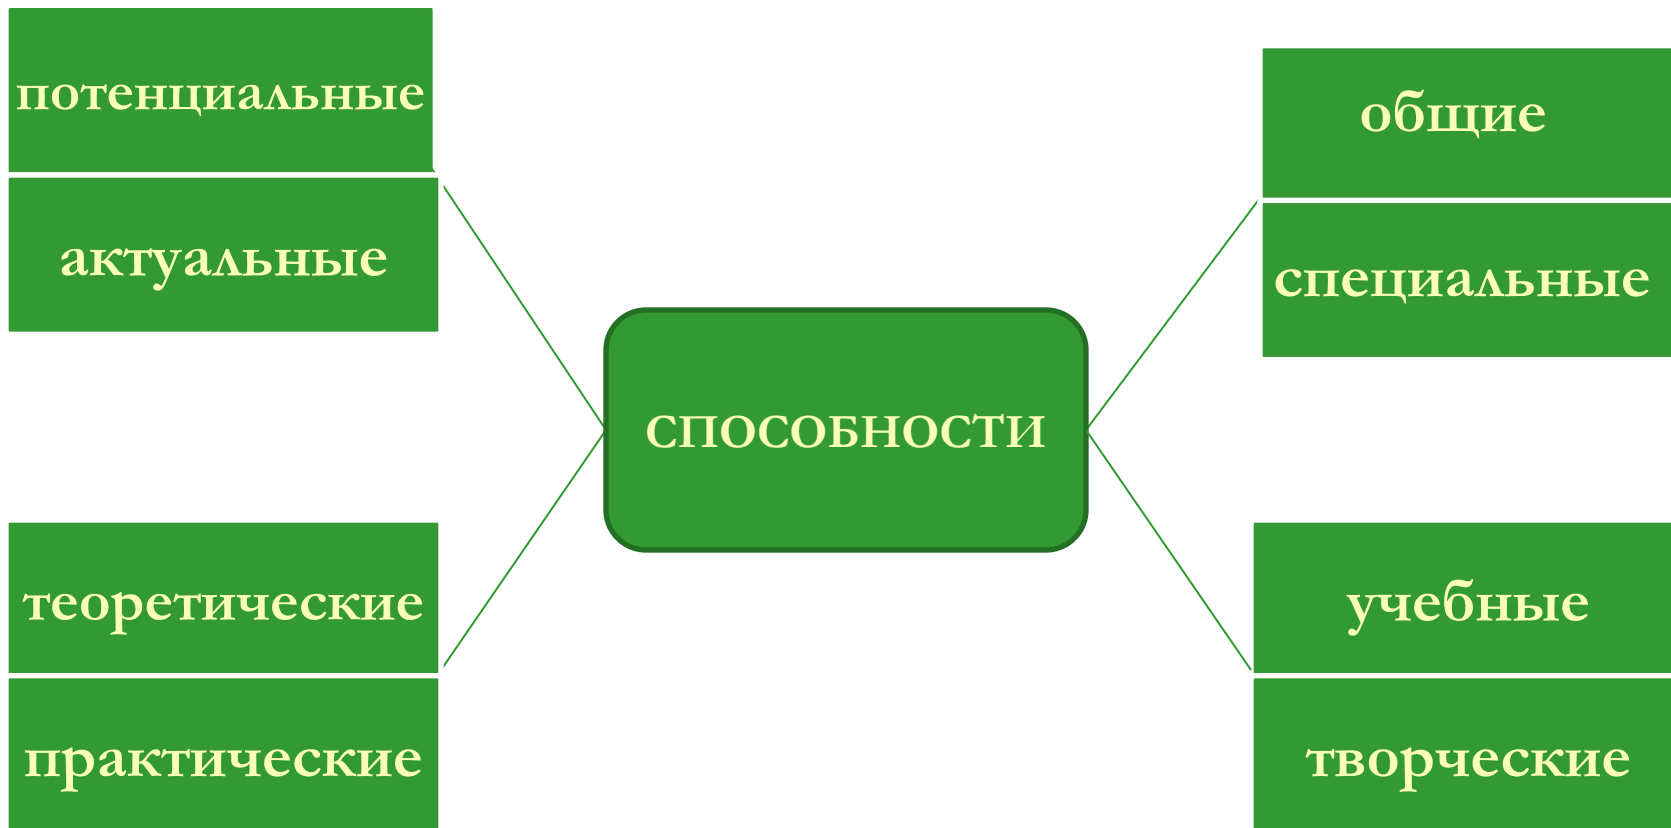 потенциальные
актуальные
общие
специальные
СПОСОБНОСТИ
теоретические
практические
учебные
творческие